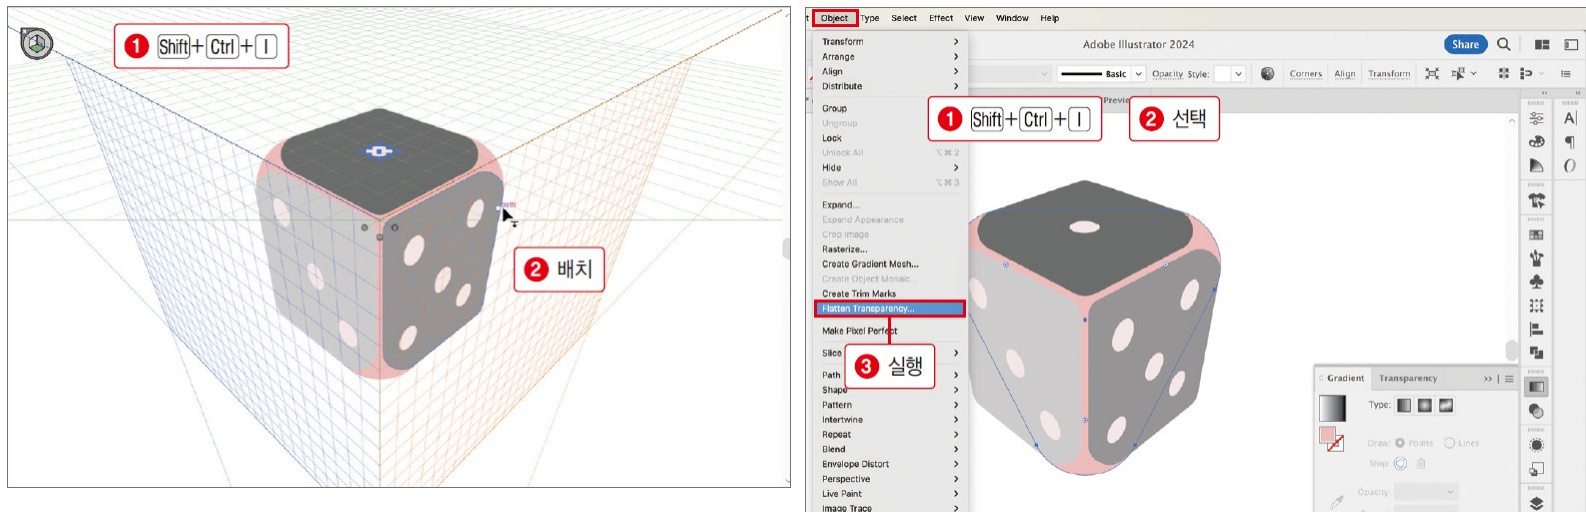 1 Shift+Ctrl+I
2 배치
Object Type Select Effect View Window Help
Adobe Illustrator 2024
Share
Basic
Opacity Style:
Corners Align Transform
Transform
Arrange
Align
Distribute
Group
Ungroup
Lock
Unlock All ⌥⌘2
Hide
Show All ⌥⌘3
Expand...
Expand Appearance
Crop Image
Rasterize...
Create Gradient Mesh...
Create Object Mosaic...
Create Trim Marks
Flatten Transparency...
Make Pixel Perfect
Slice
Path
Shape
Pattern
Intertwine
Repeat
Blend
Envelope Distort
Perspective
Live Paint
Image Trace
1 Shift+Ctrl+I
2 선택
3 실행
Gradient Transparency
Type:
Draw: Points Lines
Stop:
Opacity: